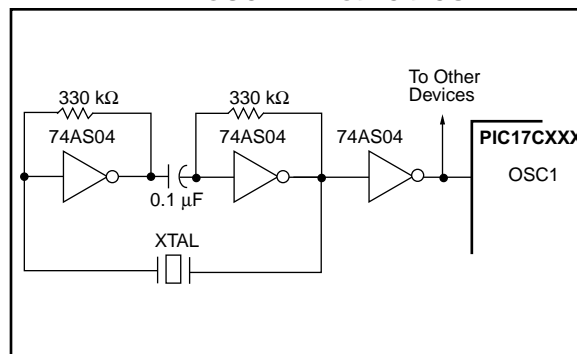 330 kΩ
330 kΩ
To Other
Devices
74AS04
74AS04
74AS04
PIC17CXXX
OSC1
0.1 µF
XTAL